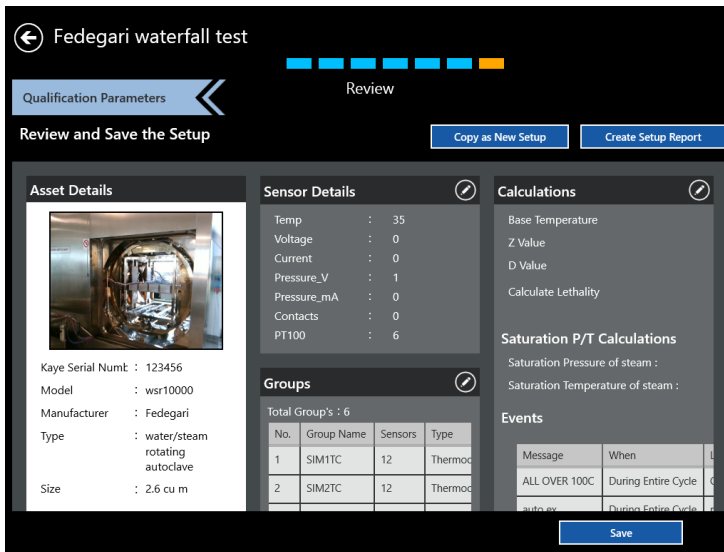 Fedegari waterfall test
Review
Qualification Parameters
Review and Save the Setup
Copy as New Setup
Create Setup Report
Asset Details
Kaye Serial Numb : 123456
Model : wsr10000
Manufacturer : Fedegari
Type : water/steam
rotating
autoclave
Size : 2.6 cu m
Sensor Details
Temp : 35
Voltage : 0
Current : 0
Pressure_V : 1
Pressure_mA : 0
Contacts : 0
PT100 : 6
Groups
Total Group's : 6
No. Group Name Sensors Type
1 SIM1TC 12 Thermoc
2 SIM2TC 12 Thermoc
Calculations
Base Temperature
Z Value
D Value
Calculate Lethality
Saturation P/T Calculations
Saturation Pressure of steam :
Saturation Temperature of steam :
Events
Message When
ALL OVER 100C During Entire Cycle
auto ex During Entire Cycle
Save